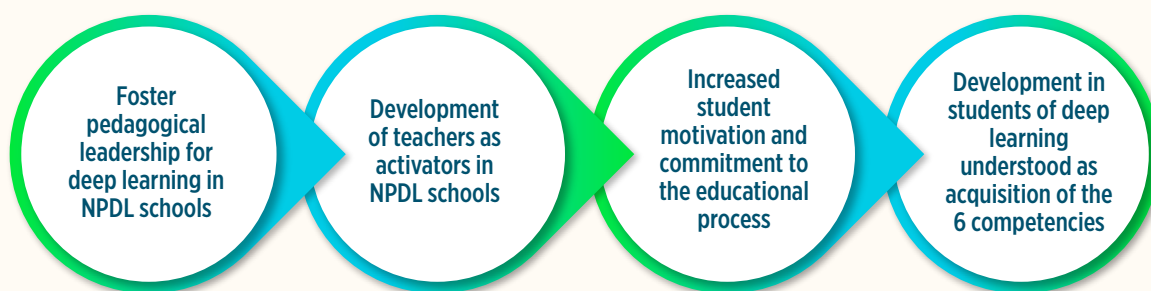 Foster
pedagogical
leadership for
deep learning in
NPDL schools
Development
of teachers as
activators in
NPDL schools
Increased
student
motivation and
commitment to
the educational
process
Development in
students of deep
learning
understood as
acquisition of the
6 competencies